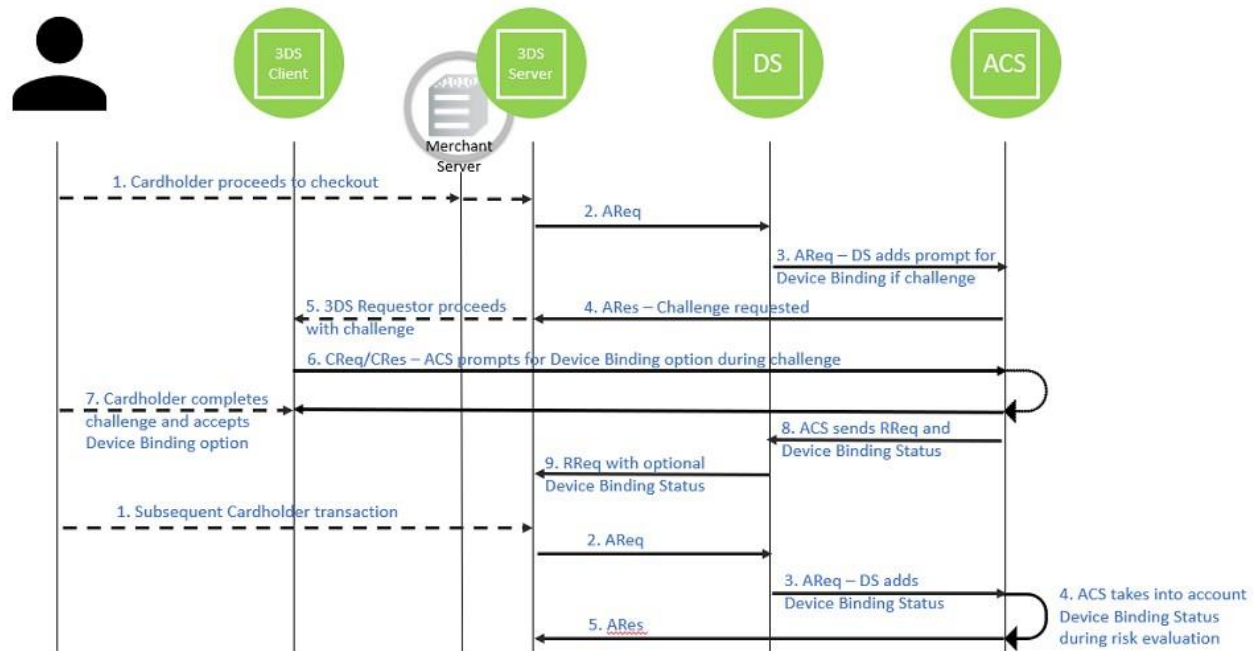 3DS
Client
3DS
Server
DS
ACS
Merchant
Server
1. Cardholder proceeds to checkout
2. AReq
3. AReq – DS adds prompt for
Device Binding if challenge
5. 3DS Requestor proceeds
with challenge
4. ARes – Challenge requested
6. CReq/CRes – ACS prompts for Device Binding option during challenge
7. Cardholder completes
challenge and accepts
Device Binding option
8. ACS sends RReq and
Device Binding Status
9. RReq with optional
Device Binding Status
1. Subsequent Cardholder transaction
2. AReq
3. AReq – DS adds
Device Binding Status
4. ACS takes into account
Device Binding Status
during risk evaluation
5. ARes